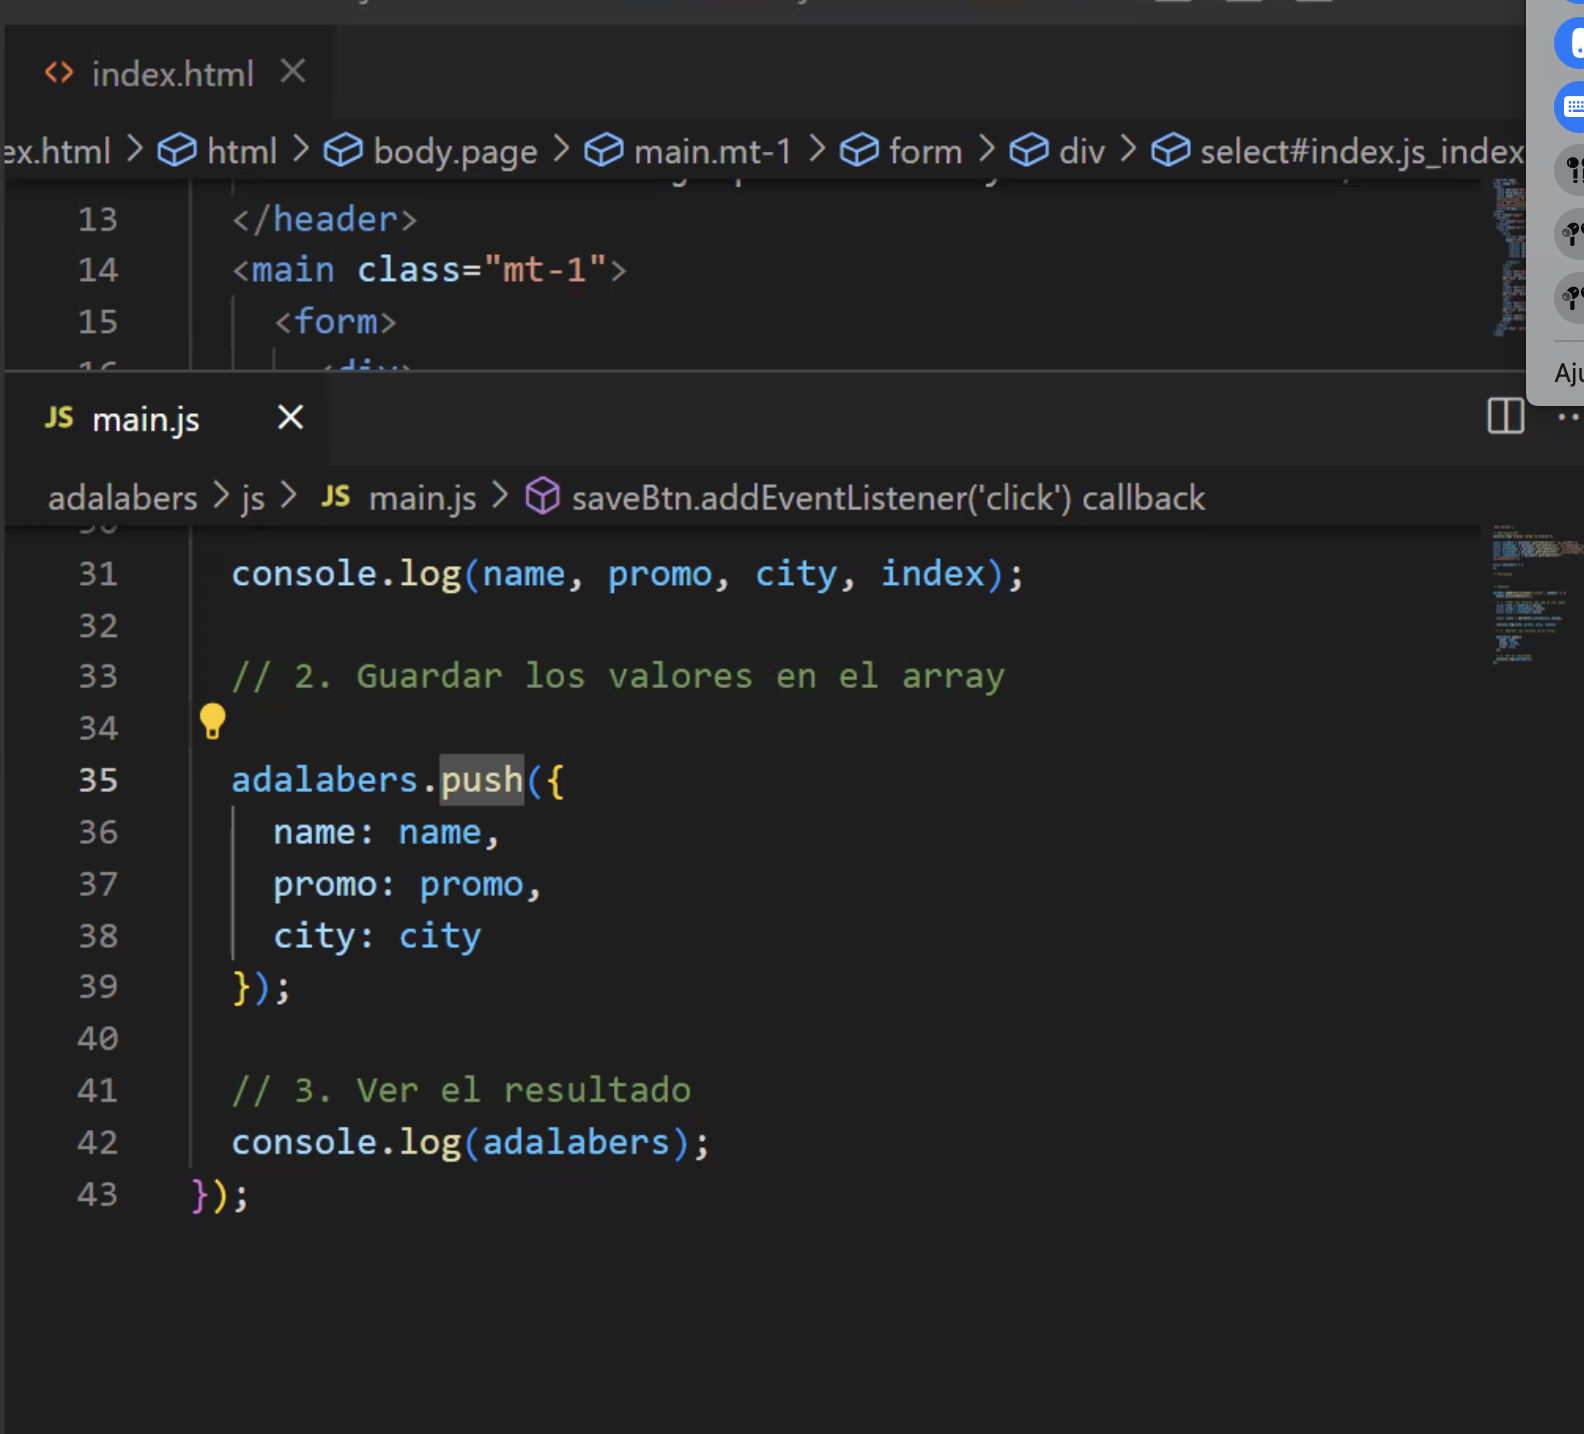 index.html
ex.html > html > body.page > main.mt-1 > form > div > select#index.js_index
13 </header>
14 <main class="mt-1">
15 <form>
16 <div>
JS main.js
adalabers > js > JS main.js > saveBtn.addEventListener('click') callback
30
31 console.log(name, promo, city, index);
32
33 // 2. Guardar los valores en el array
34
35 adalabers.push({
36 name: name,
37 promo: promo,
38 city: city
39 });
40
41 // 3. Ver el resultado
42 console.log(adalabers);
43 });
Aju